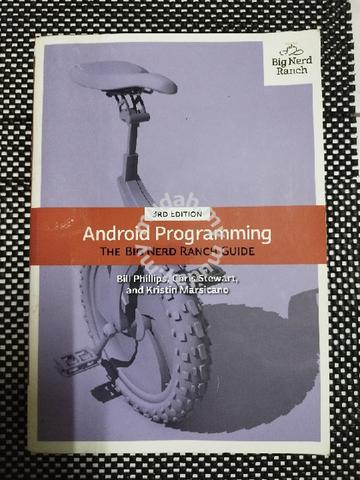 Big Nerd
Ranch
3RD EDITION
Android Programming
THE BIG NERD RANCH GUIDE
Bill Phillips, Chris Stewart,
and Kristin Marsicano